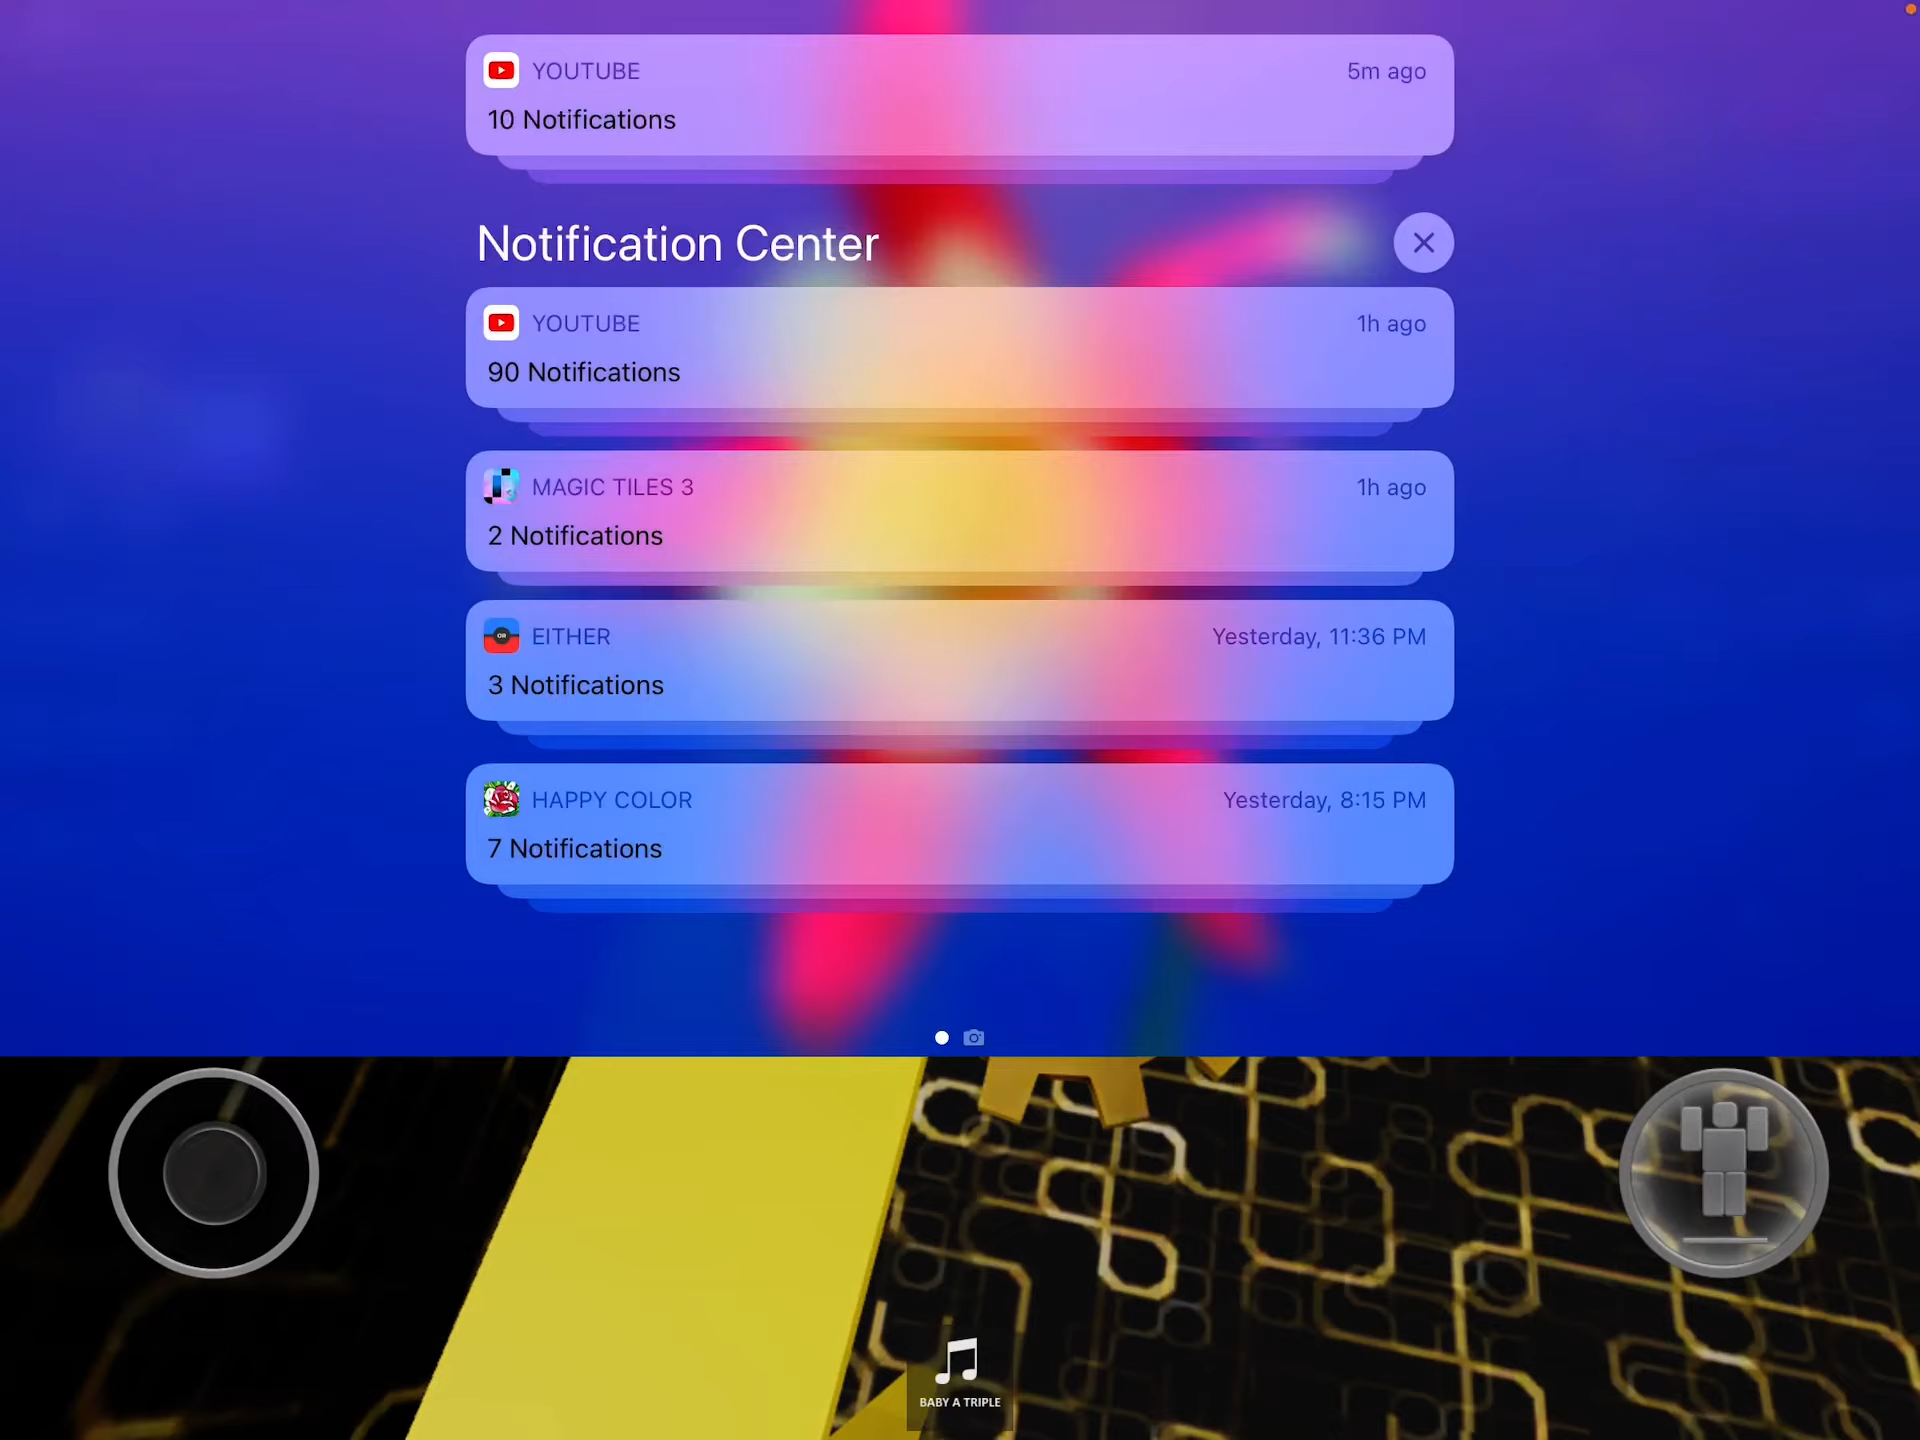 YOUTUBE 5m ago
10 Notifications
Notification Center
YOUTUBE 1h ago
90 Notifications
MAGIC TILES 3 1h ago
2 Notifications
EITHER Yesterday, 11:36 PM
3 Notifications
HAPPY COLOR Yesterday, 8:15 PM
7 Notifications
BABY A TRIPLE